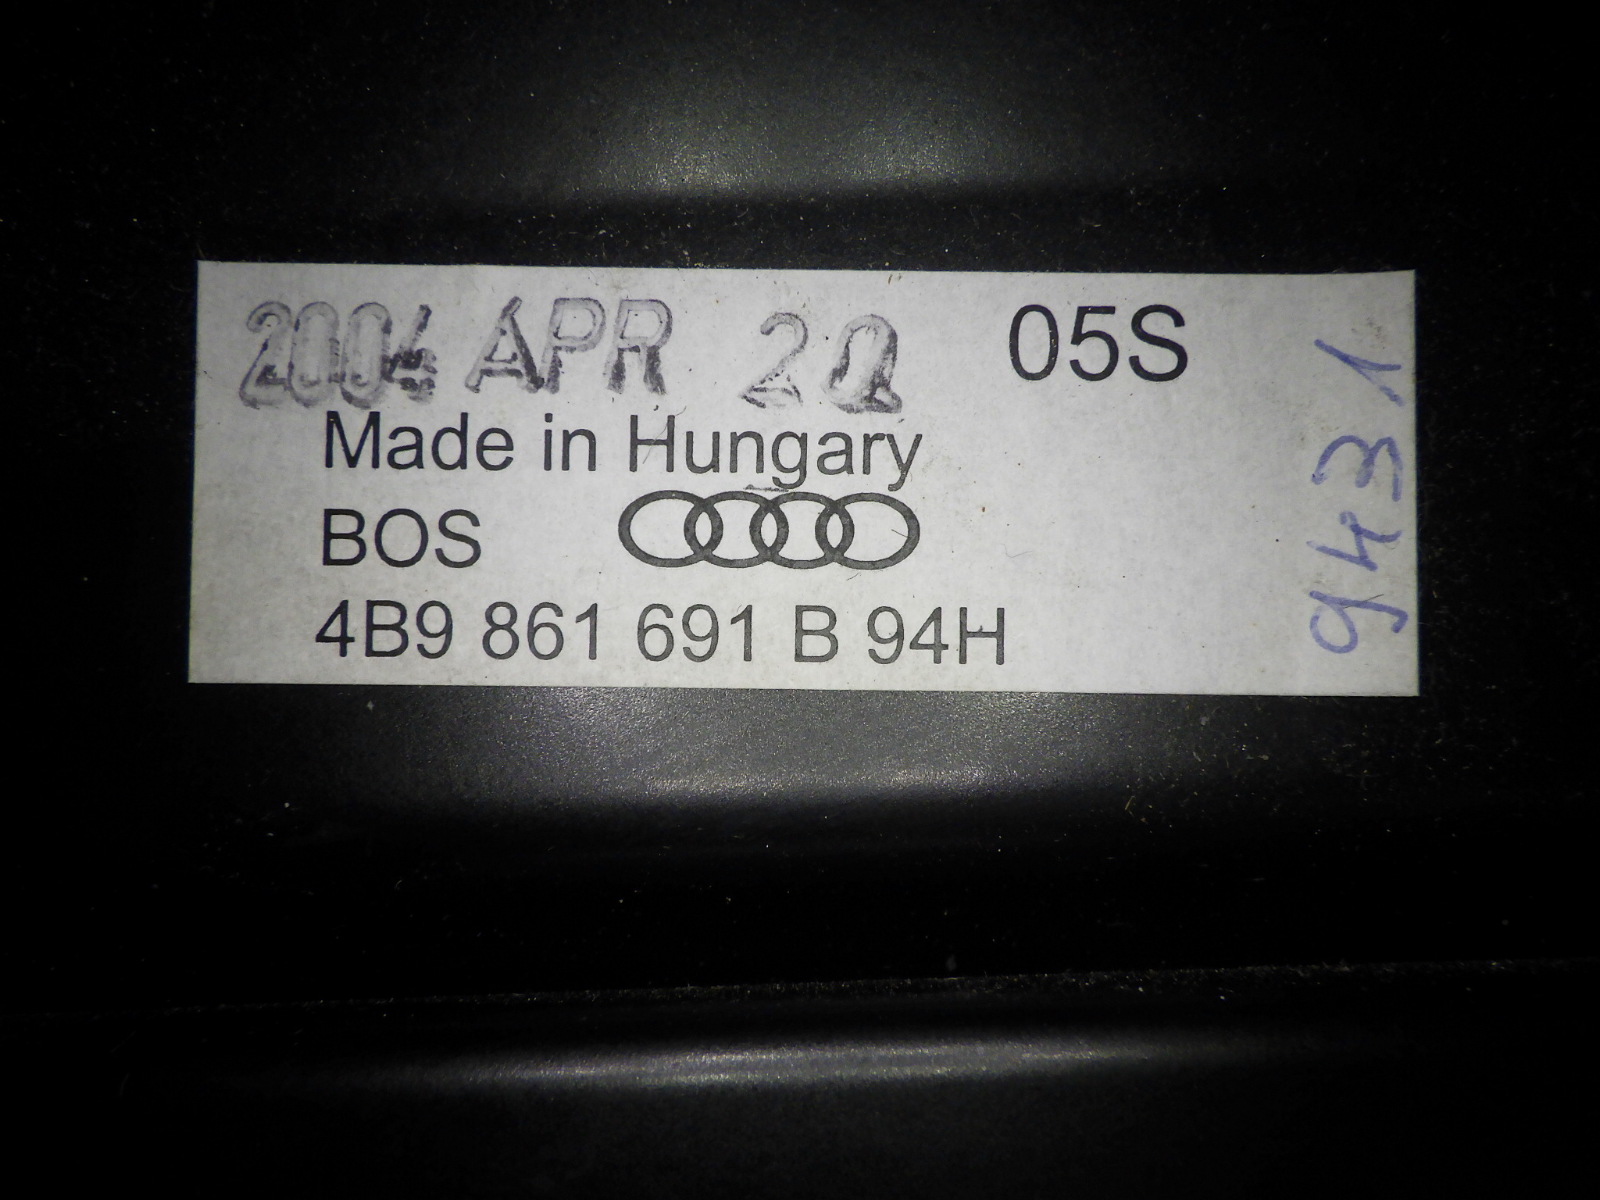 2004 APR 20 05S
Made in Hungary
BOS
4B9 861 691 B 94H
9431